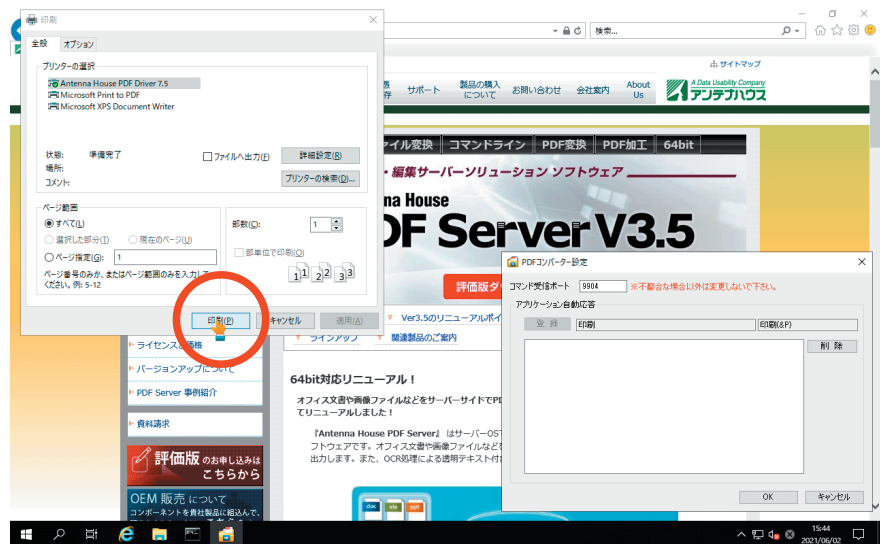 印刷
全般 オプション
プリンターの選択
Antenna House PDF Driver 7.5
Microsoft Print to PDF
Microsoft XPS Document Writer
状態: 準備完了
場所:
コメント:
ファイルへ出力(F)
詳細設定(R)
プリンターの検索(D)...
ページ範囲
すべて(L)
選択した部分(T) 現在のページ(U)
ページ指定(G): 1
ページ番号のみか、またはページ範囲のみを入力して
ください。例: 5-12
部数(C): 1
部単位で印刷(O)
1 1 2 2 3 3
印刷(P) キャンセル 適用(A)
検索...
サイトマップ
サポート
製品の購入
について
お問い合わせ 会社案内
About
Us
A Data Usability Company
アンテナハウス
イル変換 コマンドライン PDF変換 PDF加工 64bit
・編集サーバーソリューション ソフトウェア
na House
DF Server V3.5
評価版ダ
Ver3.5のリニューアルポイ
ラインアップ 関連製品のご案内
ライセンスと価格
バージョンアップについて
PDF Server 事例紹介
資料請求
評価版 のお申し込みは
こちらから
OEM 販売 について
コンポーネントを貴社製品に組込んで、
64bit対応リニューアル!
オフィス文書や画像ファイルなどをサーバーサイドでPD
てリニューアルしました!
『Antenna House PDF Server』 はサーバーOST
フトウェアです。オフィス文書や画像ファイルなどを
出力します。また、OCR処理による透明テキスト付き
doc xls ppt
PDFコンバーター設定
コマンド受信ポート 9904 ※不都合な場合以外は変更しないで下さい。
アプリケーション自動応答
登 録 印刷 印刷(&P)
削 除
OK キャンセル
15:44
2021/06/02